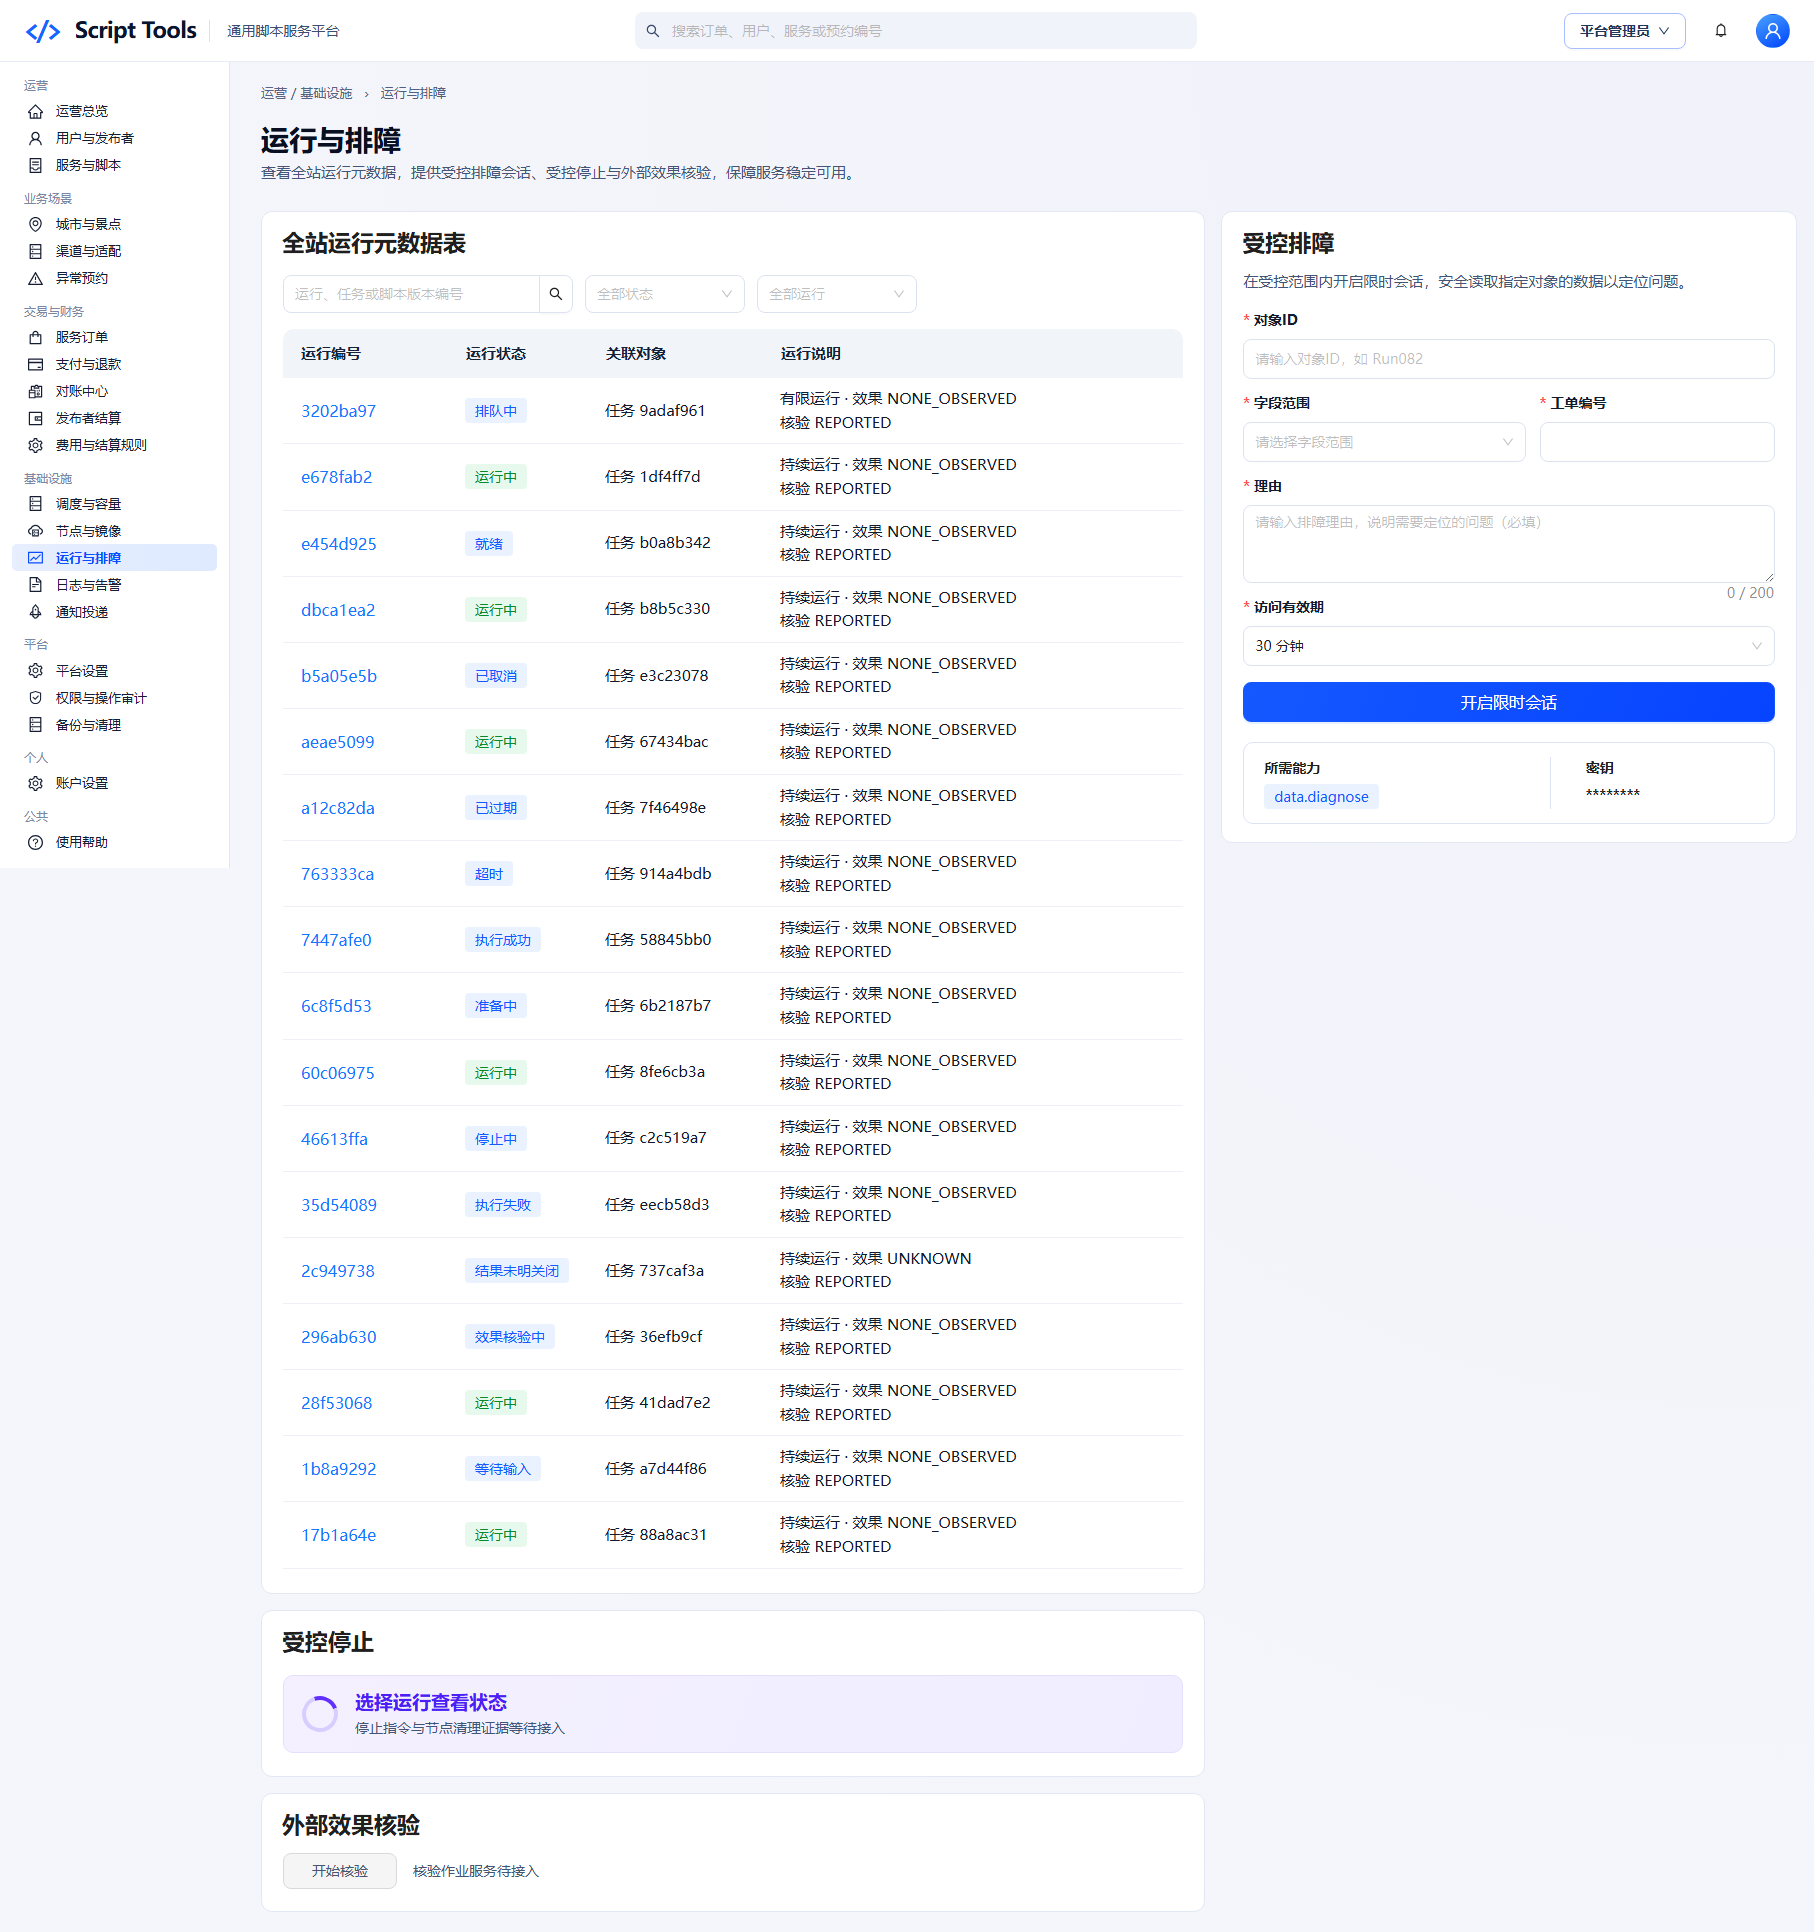 </> Script Tools 通用脚本服务平台
搜索订单、用户、服务或预约编号
平台管理员
运营
运营总览
用户与发布者
服务与脚本
业务场景
城市与景点
渠道与适配
异常预约
交易与财务
服务订单
支付与退款
对账中心
发布者结算
费用与结算规则
基础设施
调度与容量
节点与镜像
运行与排障
日志与告警
通知投递
平台
平台设置
权限与操作审计
备份与清理
个人
账户设置
公共
使用帮助
运营 / 基础设施 › 运行与排障
运行与排障
查看全站运行元数据，提供受控排障会话、受控停止与外部效果核验，保障服务稳定可用。
全站运行元数据表
运行、任务或脚本版本编号 全部状态 全部运行
运行编号 运行状态 关联对象 运行说明
3202ba97 排队中 任务 9adaf961 有限运行 · 效果 NONE_OBSERVED
核验 REPORTED
e678fab2 运行中 任务 1df4ff7d 持续运行 · 效果 NONE_OBSERVED
核验 REPORTED
e454d925 就绪 任务 b0a8b342 持续运行 · 效果 NONE_OBSERVED
核验 REPORTED
dbca1ea2 运行中 任务 b8b5c330 持续运行 · 效果 NONE_OBSERVED
核验 REPORTED
b5a05e5b 已取消 任务 e3c23078 持续运行 · 效果 NONE_OBSERVED
核验 REPORTED
aeae5099 运行中 任务 67434bac 持续运行 · 效果 NONE_OBSERVED
核验 REPORTED
a12c82da 已过期 任务 7f46498e 持续运行 · 效果 NONE_OBSERVED
核验 REPORTED
763333ca 超时 任务 914a4bdb 持续运行 · 效果 NONE_OBSERVED
核验 REPORTED
7447afe0 执行成功 任务 58845bb0 持续运行 · 效果 NONE_OBSERVED
核验 REPORTED
6c8f5d53 准备中 任务 6b2187b7 持续运行 · 效果 NONE_OBSERVED
核验 REPORTED
60c06975 运行中 任务 8fe6cb3a 持续运行 · 效果 NONE_OBSERVED
核验 REPORTED
46613ffa 停止中 任务 c2c519a7 持续运行 · 效果 NONE_OBSERVED
核验 REPORTED
35d54089 执行失败 任务 eecb58d3 持续运行 · 效果 NONE_OBSERVED
核验 REPORTED
2c949738 结果未明关闭 任务 737caf3a 持续运行 · 效果 UNKNOWN
核验 REPORTED
296ab630 效果核验中 任务 36efb9cf 持续运行 · 效果 NONE_OBSERVED
核验 REPORTED
28f53068 运行中 任务 41dad7e2 持续运行 · 效果 NONE_OBSERVED
核验 REPORTED
1b8a9292 等待输入 任务 a7d44f86 持续运行 · 效果 NONE_OBSERVED
核验 REPORTED
17b1a64e 运行中 任务 88a8ac31 持续运行 · 效果 NONE_OBSERVED
核验 REPORTED
受控停止
选择运行查看状态
停止指令与节点清理证据等待接入
外部效果核验
开始核验 核验作业服务待接入
受控排障
在受控范围内开启限时会话，安全读取指定对象的数据以定位问题。
* 对象ID
请输入对象ID，如 Run082
* 字段范围 * 工单编号
请选择字段范围
* 理由
请输入排障理由，说明需要定位的问题（必填）
0 / 200
* 访问有效期
30 分钟
开启限时会话
所需能力 密钥
data.diagnose ********